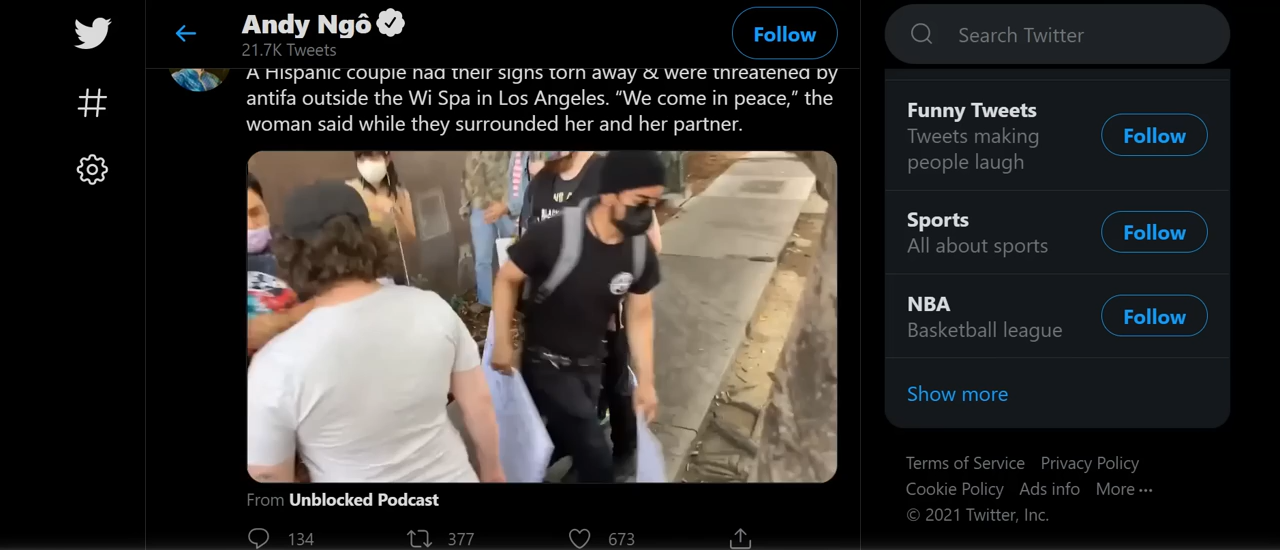 Andy Ngô
21.7K Tweets
Follow
A Hispanic couple had their signs torn away & were threatened by
antifa outside the Wi Spa in Los Angeles. “We come in peace,” the
woman said while they surrounded her and her partner.
From Unblocked Podcast
134
377
673
Search Twitter
Funny Tweets
Tweets making
people laugh
Follow
Sports
All about sports
Follow
NBA
Basketball league
Follow
Show more
Terms of Service Privacy Policy
Cookie Policy Ads info More ···
© 2021 Twitter, Inc.